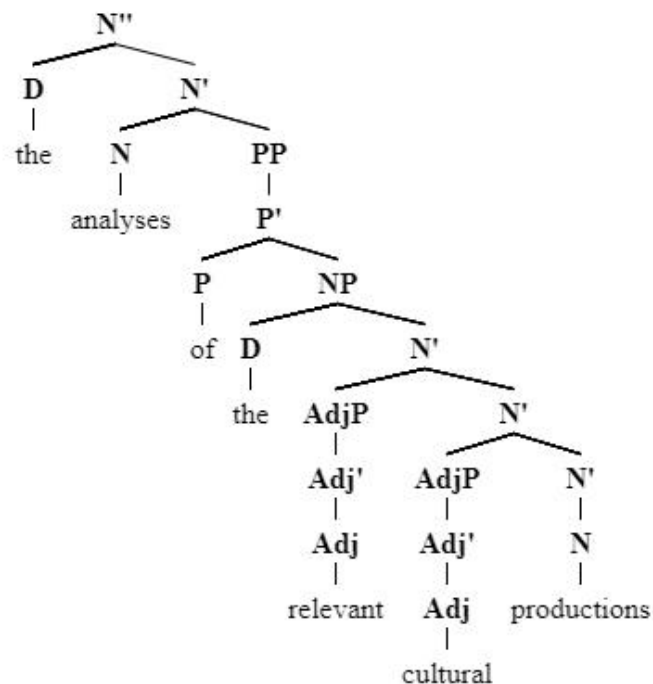 N"
D N'
the N PP
analyses P'
P NP
of D N'
the AdjP N'
Adj' AdjP N'
Adj Adj' N
relevant Adj productions
cultural